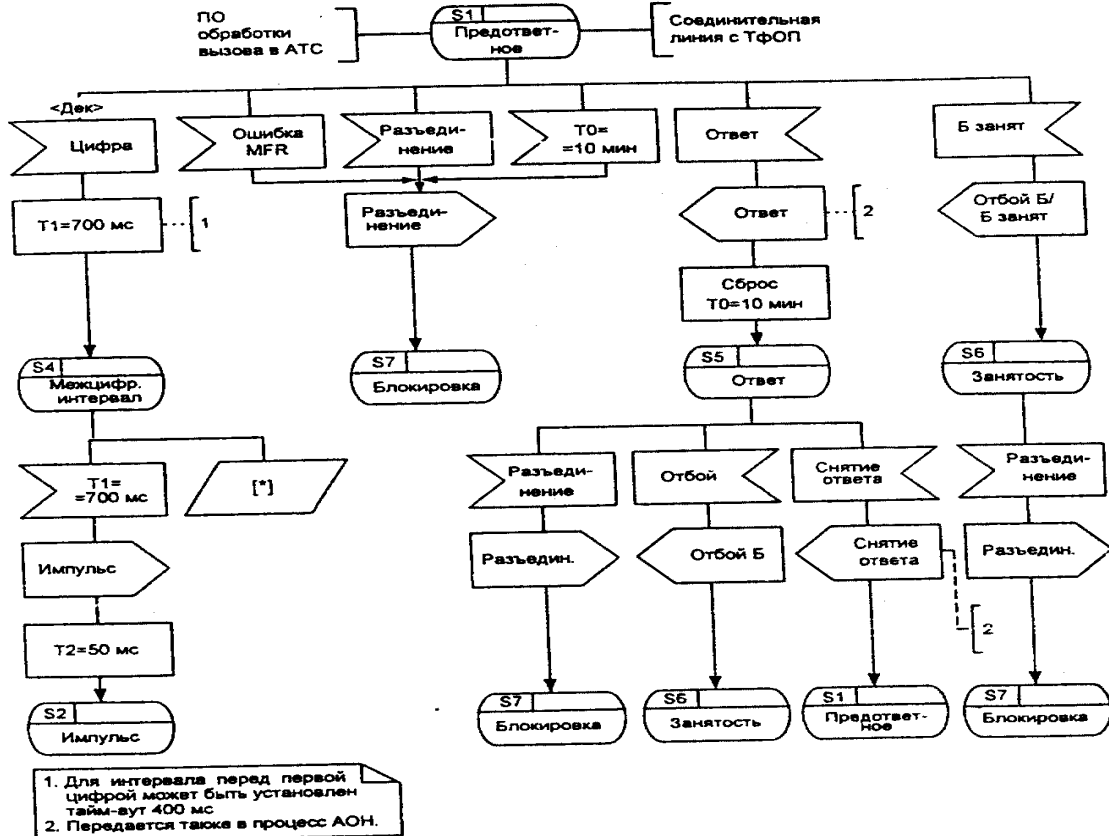 ПО
обработки
вызова в АТС
S1
Предответ-
ное
Соединительная
линия с ТфОП
<Дек>
Цифра
Ошибка
MFR
Разъеди-
нение
T0=
=10 мин
Ответ
Б занят
T1=700 мс
1
Разъеди-
нение
Ответ
2
Отбой Б/
Б занят
Сброс
T0=10 мин
S4
Межцифр.
интервал
S7
Блокировка
S5
Ответ
S6
Занятость
T1=
=700 мс
[*]
Разъеди-
нение
Отбой
Снятие
ответа
Разъеди-
нение
Импульс
Разъедин.
Отбой Б
Снятие
ответа
Разъедин.
2
T2=50 мс
S2
Импульс
S7
Блокировка
S6
Занятость
S1
Предответ-
ное
S7
Блокировка
1. Для интервала перед первой
цифрой может быть установлен
тайм-аут 400 мс
2. Передается также в процесс АОН.